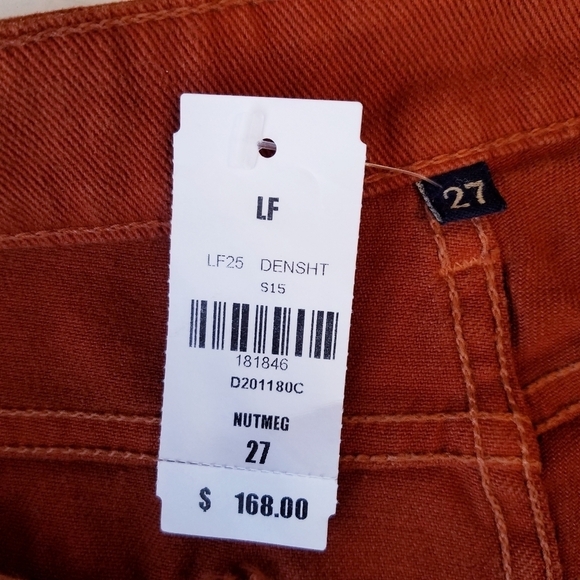 LF
LF25 DENSHT
S15
181846
D201180C
NUTMEG
27
$ 168.00
27